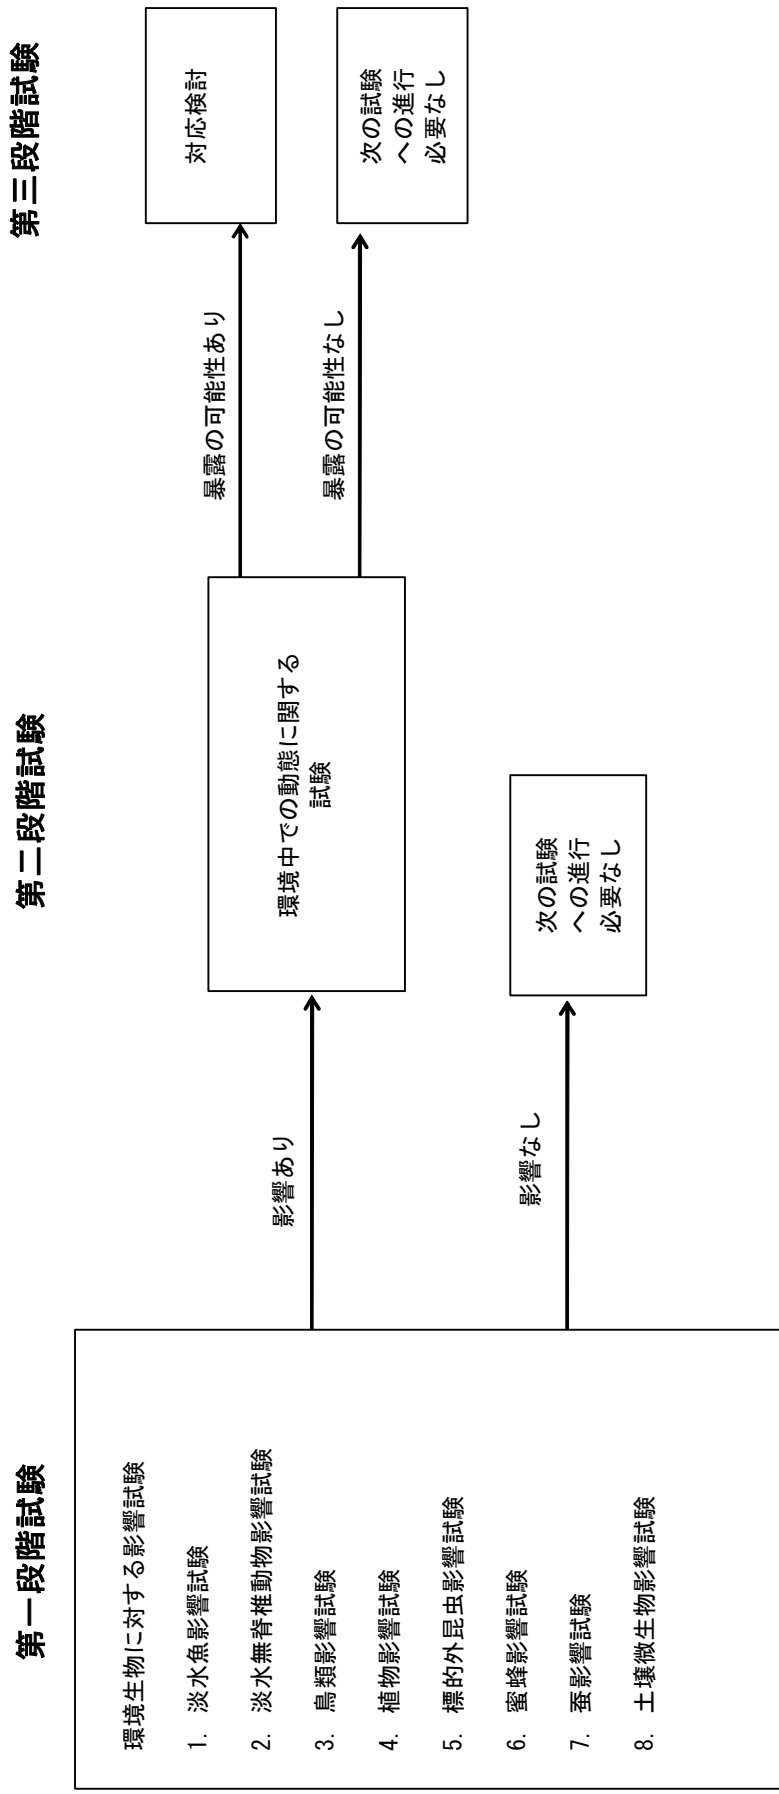 第一段階試験
環境生物に対する影響試験
1. 淡水魚影響試験
2. 淡水無脊椎動物影響試験
3. 鳥類影響試験
4. 植物影響試験
5. 標的外昆虫影響試験
6. 蜜蜂影響試験
7. 蚕影響試験
8. 土壌微生物影響試験
影響あり
影響なし
第二段階試験
環境中での動態に関する
試験
次の試験
への進行
必要なし
暴露の可能性あり
暴露の可能性なし
第三段階試験
対応検討
次の試験
への進行
必要なし